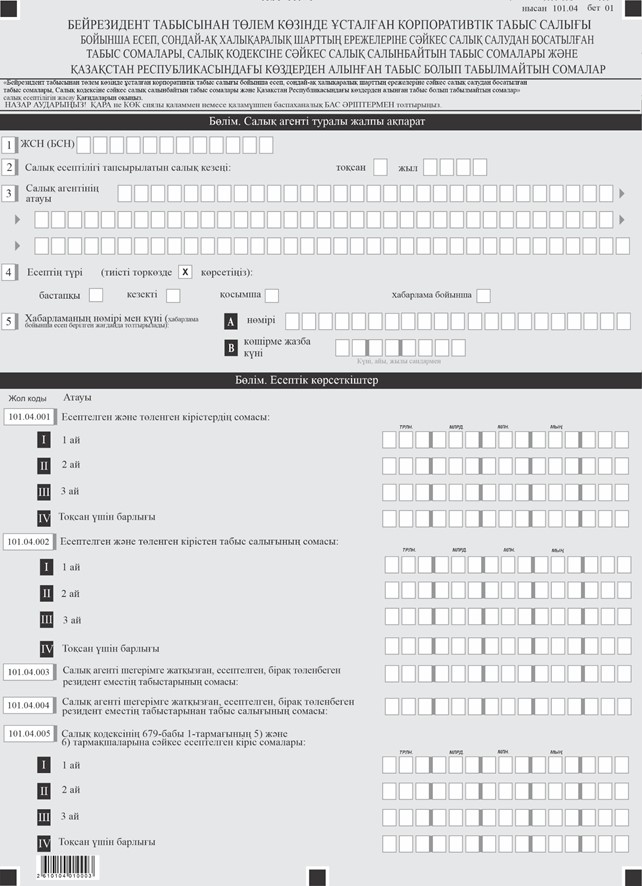 нысан 101.04 бет 01
БЕЙРЕЗИДЕНТ ТАБЫСЫНАН ТӨЛЕМ КӨЗІНДЕ ҰСТАЛҒАН КОРПОРАТИВТІК ТАБЫС САЛЫҒЫ
БОЙЫНША ЕСЕП, СОНДАЙ-АҚ ХАЛЫҚАРАЛЫҚ ШАРТТЫҢ ЕРЕЖЕЛЕРІНЕ СӘЙКЕС САЛЫҚ САЛУДАН БОСАТЫЛҒАН
ТАБЫС СОМАЛАРЫ, САЛЫҚ КОДЕКСІНЕ СӘЙКЕС САЛЫҚ САЛЫНБАЙТЫН ТАБЫС СОМАЛАРЫ ЖӘНЕ
ҚАЗАҚСТАН РЕСПУБЛИКАСЫНДАҒЫ КӨЗДЕРДЕН АЛЫНҒАН ТАБЫС БОЛЫП ТАБЫЛМАЙТЫН СОМАЛАР
«Бейрезидент табысынан төлем көзінде ұсталған корпоративтік табыс салығы бойынша есеп, сондай-ақ халықаралық шарттың ережелеріне сәйкес салық салудан босатылған
табыс сомалары, Салық кодексіне сәйкес салық салынбайтын табыс сомалары және Қазақстан Республикасындағы көздерден алынған табыс болып табылмайтын сомалар»
салық есептілігін жасау Қағидаларын оқыңыз.
НАЗАР АУДАРЫҢЫЗ! ҚАРА не КӨК сиялы қаламмен немесе қаламұшпен баспаханалық БАС ӘРІПТЕРМЕН толтырыңыз.
Бөлім. Салық агенті туралы жалпы ақпарат
1 ЖСН (БСН)
2 Салық есептілігі тапсырылатын салық кезеңі: тоқсан жыл
3 Салық агентінің
атауы
4 Есептің түрі (тиісті торкөзде X көрсетіңіз):
бастапқы кезекті қосымша хабарлама бойынша
5 Хабарламаның нөмірі мен күні (хабарлама A нөмірі
бойынша есеп берілген жағдайда толтырылады):
B көшірме жазба
күні
Күні, айы, жылы сандармен
Бөлім. Есептік көрсеткіштер
Жол коды Атауы
101.04.001 Есептелген және төленген кірістердің сомасы:
ТРЛН. МЛРД. МЛН. МЫҢ.
I 1 ай
II 2 ай
III 3 ай
IV Тоқсан үшін барлығы
101.04.002 Есептелген және төленген кірістен табыс салығының сомасы:
ТРЛН. МЛРД. МЛН. МЫҢ.
I 1 ай
II 2 ай
III 3 ай
IV Тоқсан үшін барлығы
101.04.003 Салық агенті шегерімге жатқызған, есептелген, бірақ төленбеген
резидент еместің табыстарының сомасы:
101.04.004 Салық агенті шегерімге жатқызған, есептелген, бірақ төленбеген
резидент еместің табыстарынан табыс салығының сомасы:
101.04.005 Салық кодексінің 679-бабы 1-тармағының 5) және
6) тармақшаларына сәйкес есептелген кіріс сомалары:
ТРЛН. МЛРД. МЛН. МЫҢ.
I 1 ай
II 2 ай
III 3 ай
IV Тоқсан үшін барлығы
2610104010003